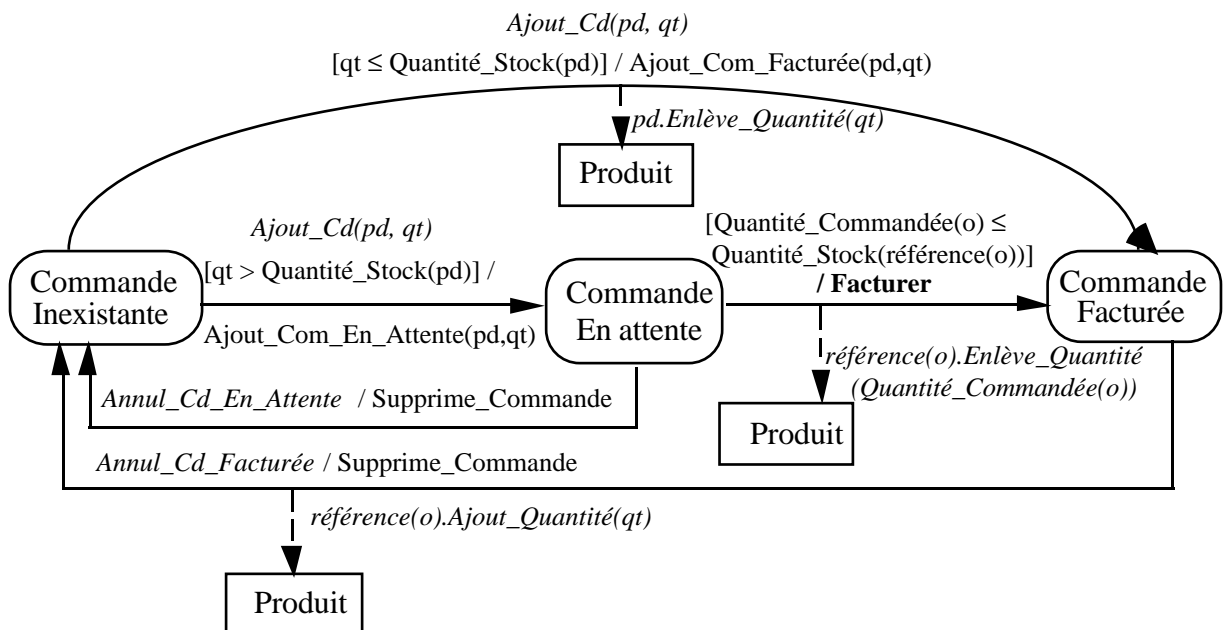 Ajout_Cd(pd, qt)
[qt ≤ Quantité_Stock(pd)] / Ajout_Com_Facturée(pd,qt)
pd.Enlève_Quantité(qt)
Produit
Ajout_Cd(pd, qt)
[qt > Quantité_Stock(pd)] /
Ajout_Com_En_Attente(pd,qt)
[Quantité_Commandée(o) ≤
Quantité_Stock(référence(o))]
/ Facturer
Commande
Inexistante
Commande
En attente
Commande
Facturée
référence(o).Enlève_Quantité
(Quantité_Commandée(o))
Produit
Annul_Cd_En_Attente / Supprime_Commande
Annul_Cd_Facturée / Supprime_Commande
référence(o).Ajout_Quantité(qt)
Produit